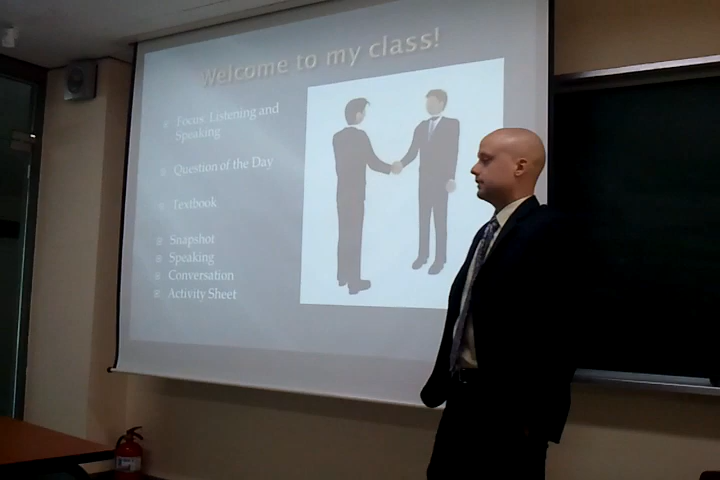 Welcome to my class!
Focus: Listening and
Speaking
Question of the Day
Textbook
Snapshot
Speaking
Conversation
Activity Sheet